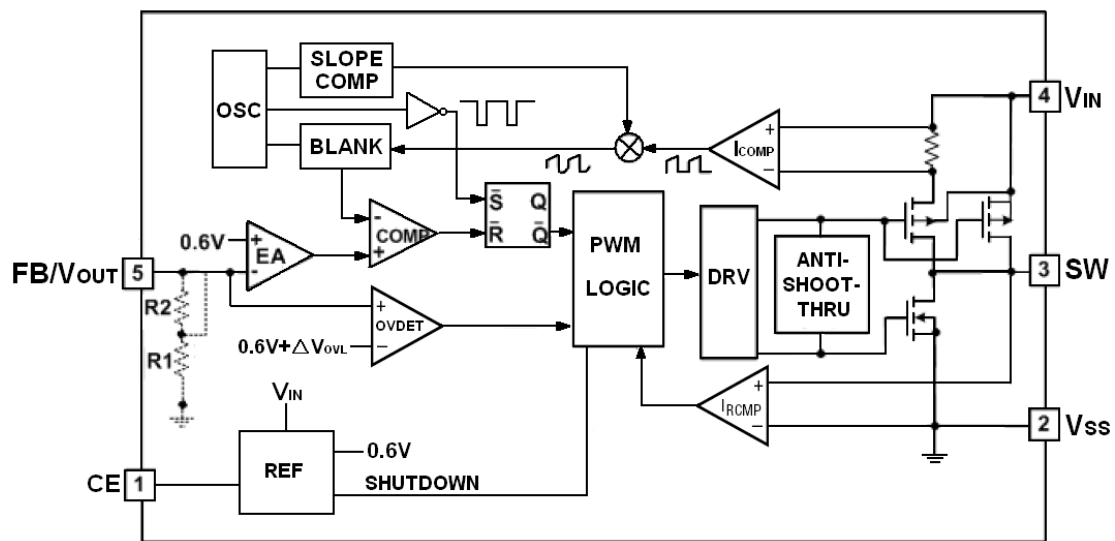 SLOPE
COMP
OSC
BLANK
4 VIN
+
ICOMP
−
S̅ Q
R̅ Q̅
-
COMP
+
0.6V
+
EA
-
FB/VOUT 5
R2
R1
+
OVDET
−
0.6V+△VOVL
PWM
LOGIC
DRV
ANTI-
SHOOT-
THRU
3 SW
+
IRCMP
−
2 VSS
VIN
REF
0.6V
CE 1
SHUTDOWN